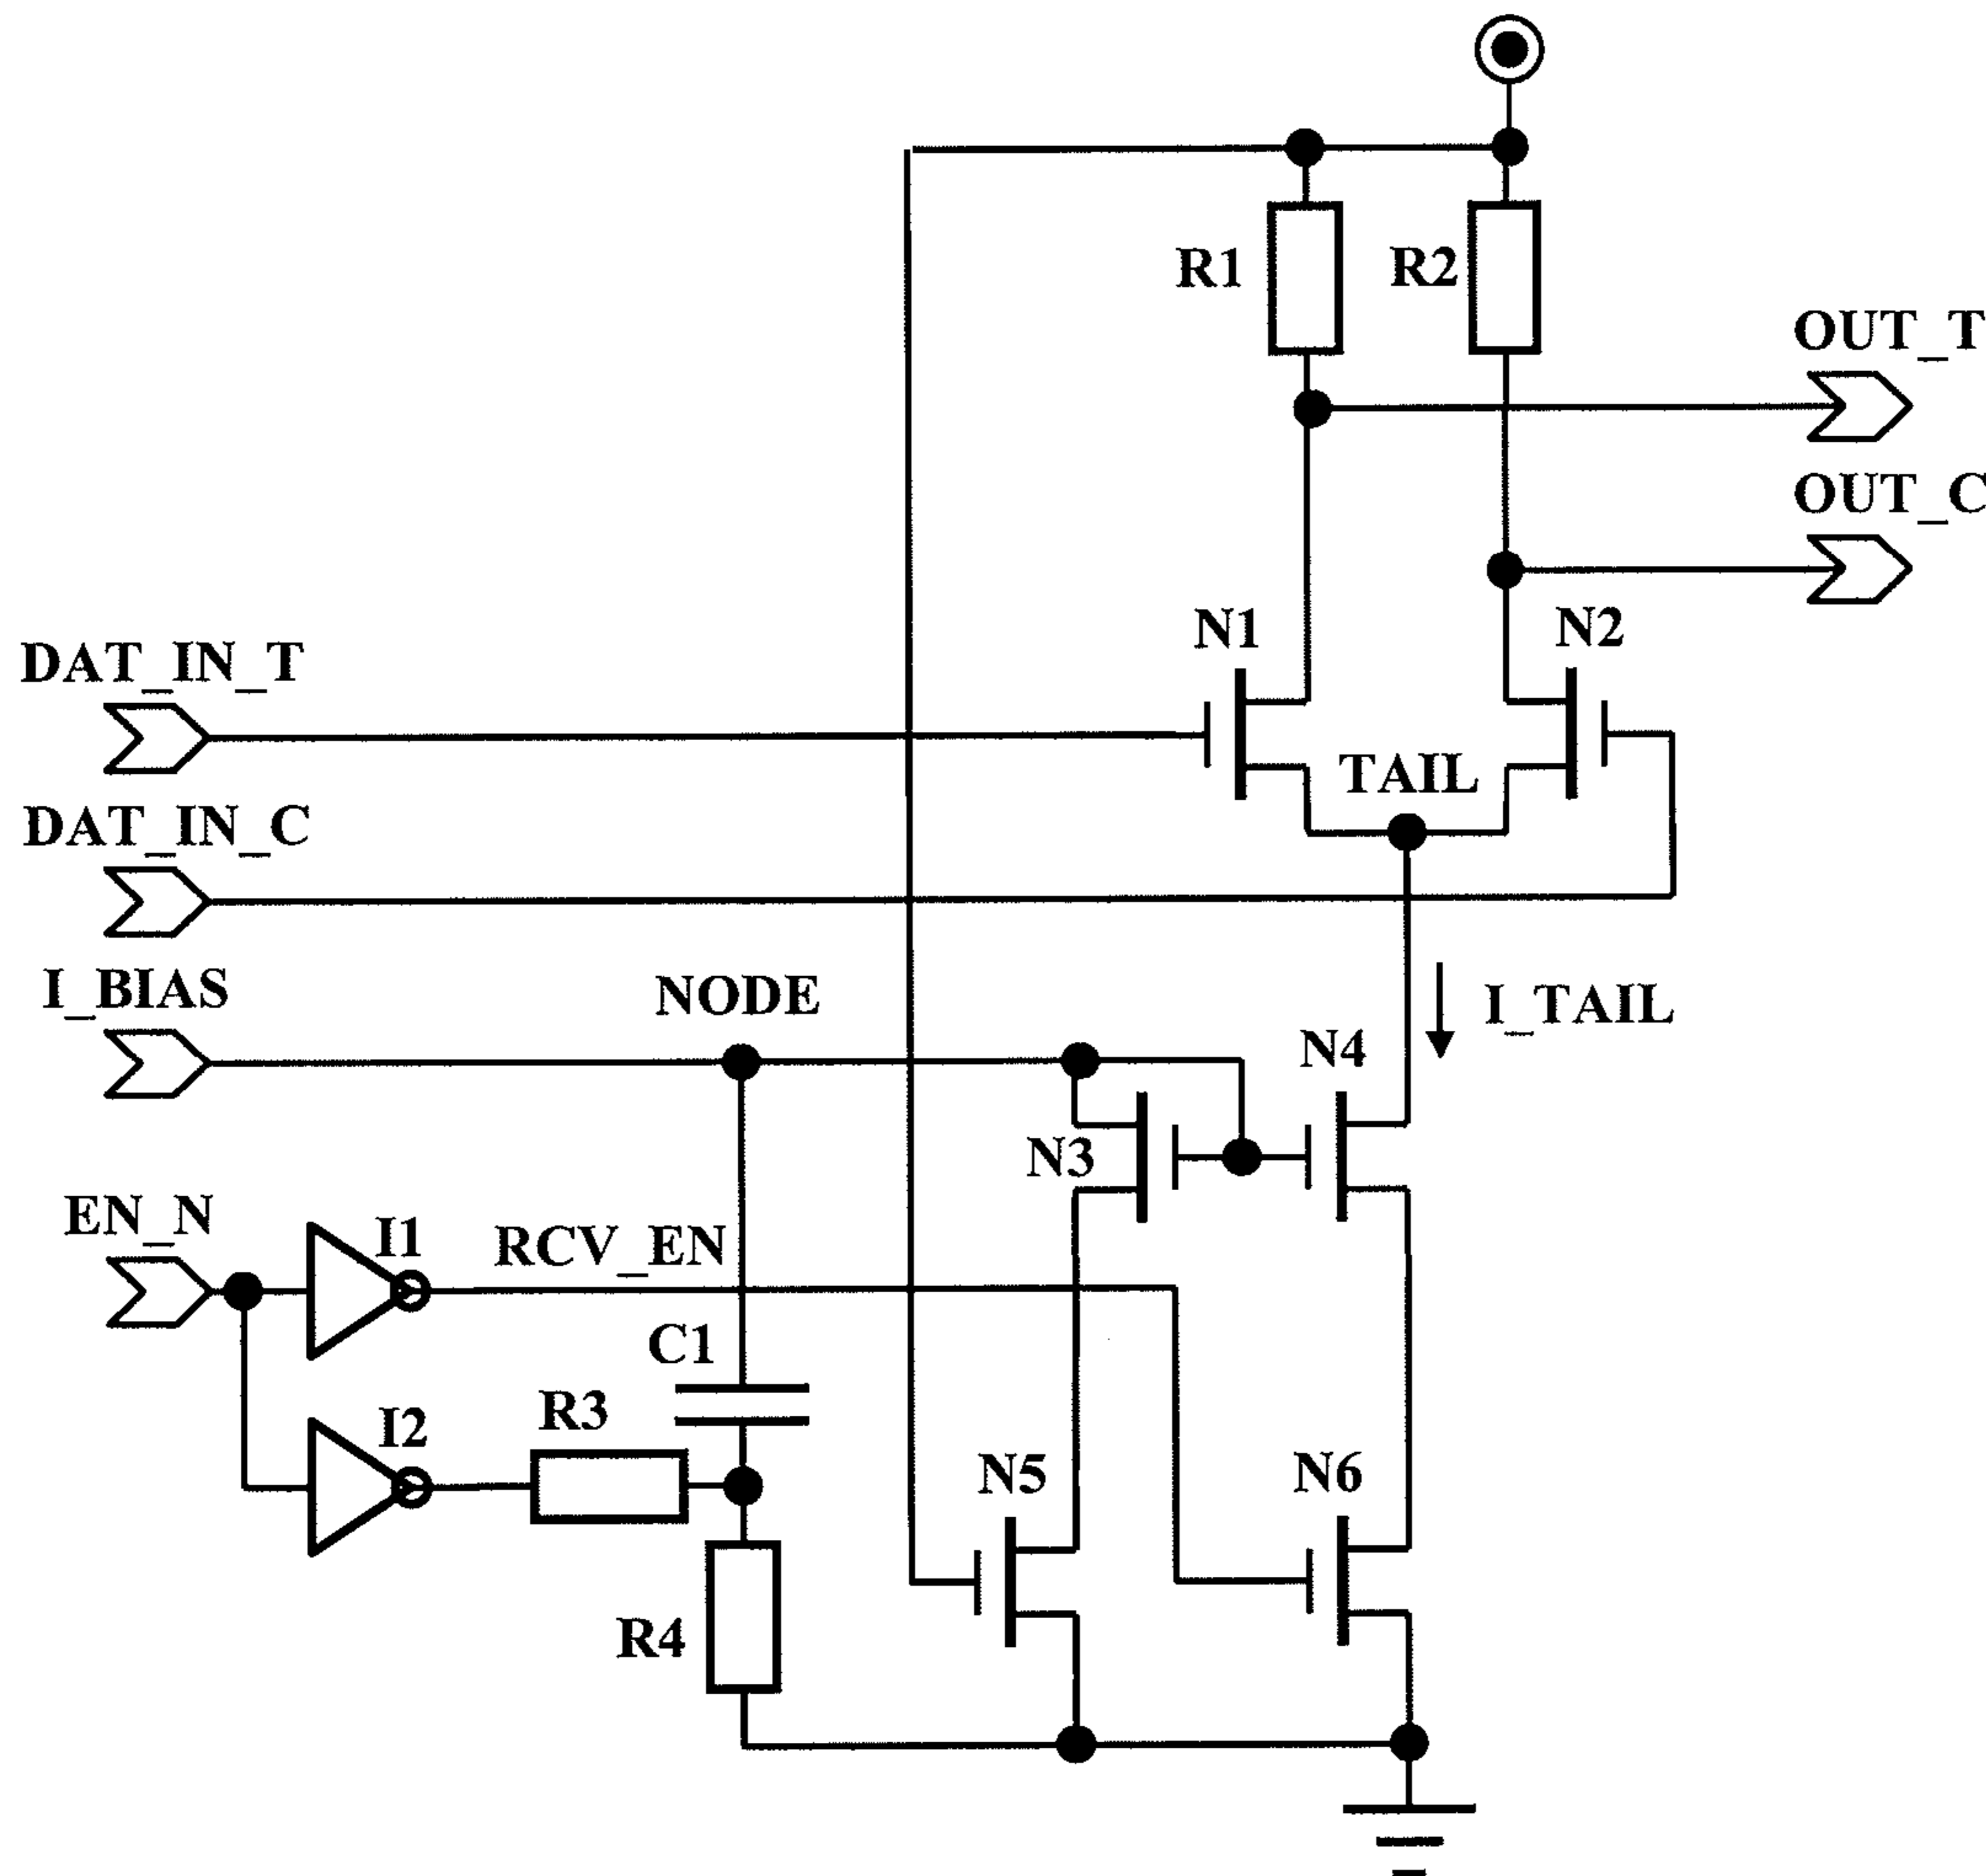 R1
R2
OUT_T
OUT_C
N1
N2
DAT_IN_T
TAIL
DAT_IN_C
I_BIAS
NODE
I_TAIL
N4
N3
EN_N
I1
RCV_EN
C1
R3
I2
N5
N6
R4